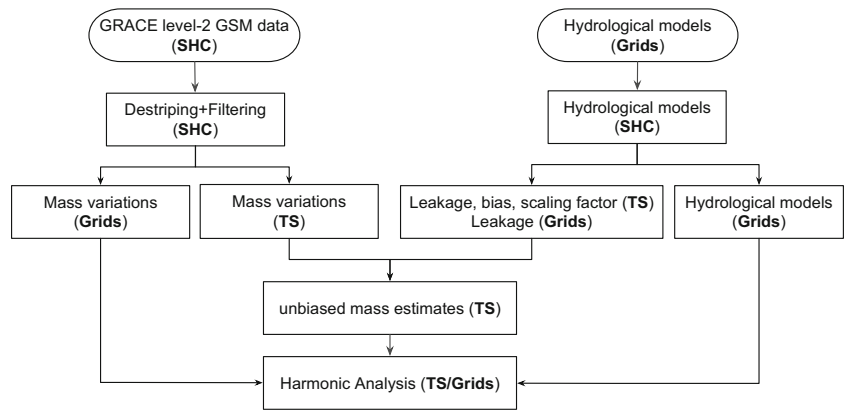 GRACE level-2 GSM data
(SHC)
Hydrological models
(Grids)
Destriping+Filtering
(SHC)
Hydrological models
(SHC)
Mass variations
(Grids)
Mass variations
(TS)
Leakage, bias, scaling factor (TS)
Leakage (Grids)
Hydrological models
(Grids)
unbiased mass estimates (TS)
Harmonic Analysis (TS/Grids)